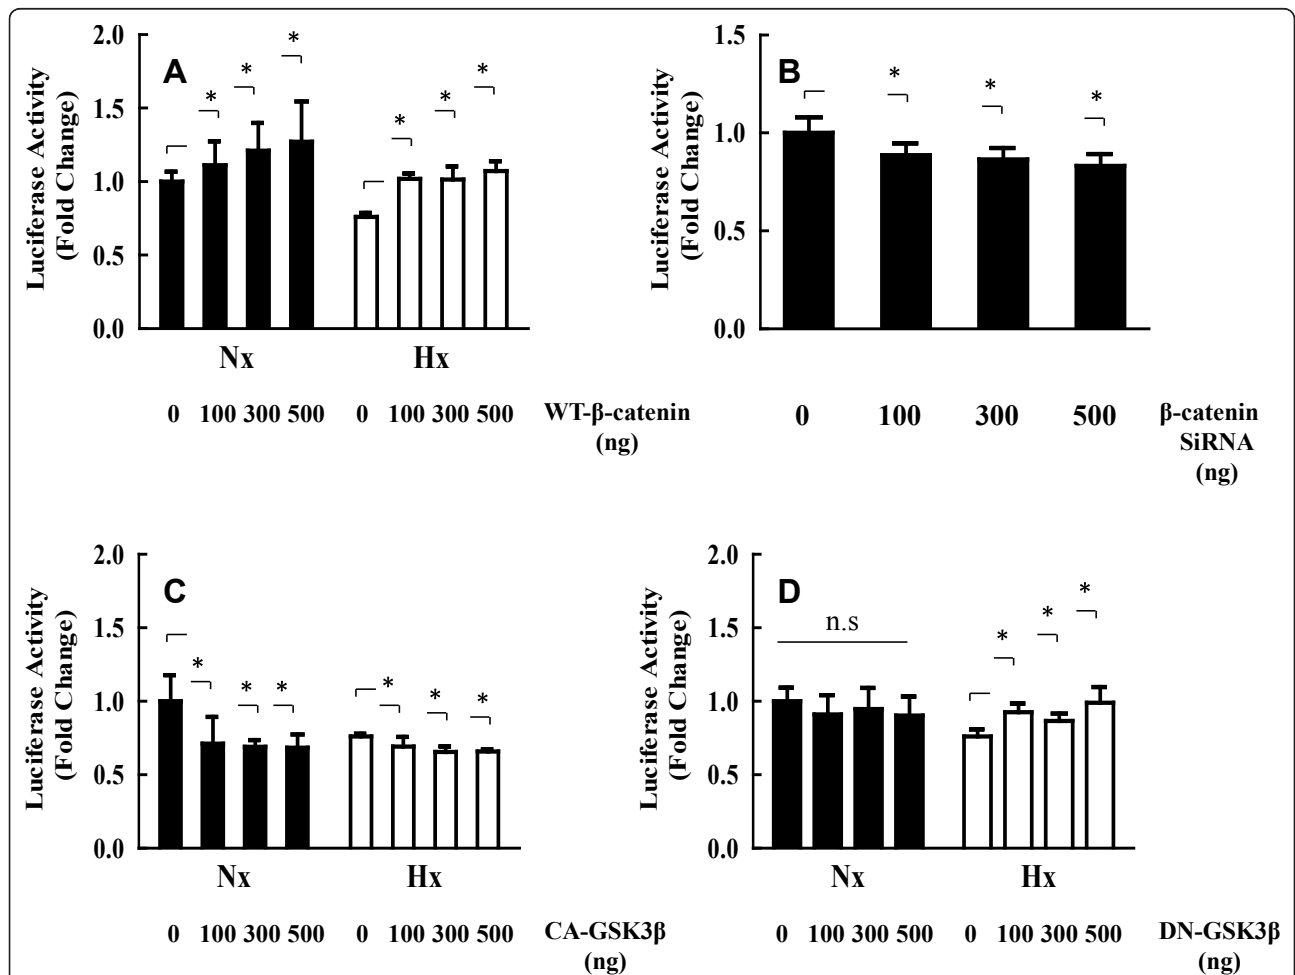 A
Luciferase Activity
(Fold Change)
2.0
1.5
1.0
0.5
0.0
* * * * * *
Nx Hx
0 100 300 500 0 100 300 500 WT-β-catenin
(ng)
B
Luciferase Activity
(Fold Change)
1.5
1.0
0.5
0.0
* * *
0 100 300 500 β-catenin
SiRNA
(ng)
C
Luciferase Activity
(Fold Change)
2.0
1.5
1.0
0.5
0.0
* * * * * *
Nx Hx
0 100 300 500 0 100 300 500 CA-GSK3β
(ng)
D
Luciferase Activity
(Fold Change)
2.0
1.5
1.0
0.5
0.0
n.s
* * *
Nx Hx
0 100 300 500 0 100 300 500 DN-GSK3β
(ng)